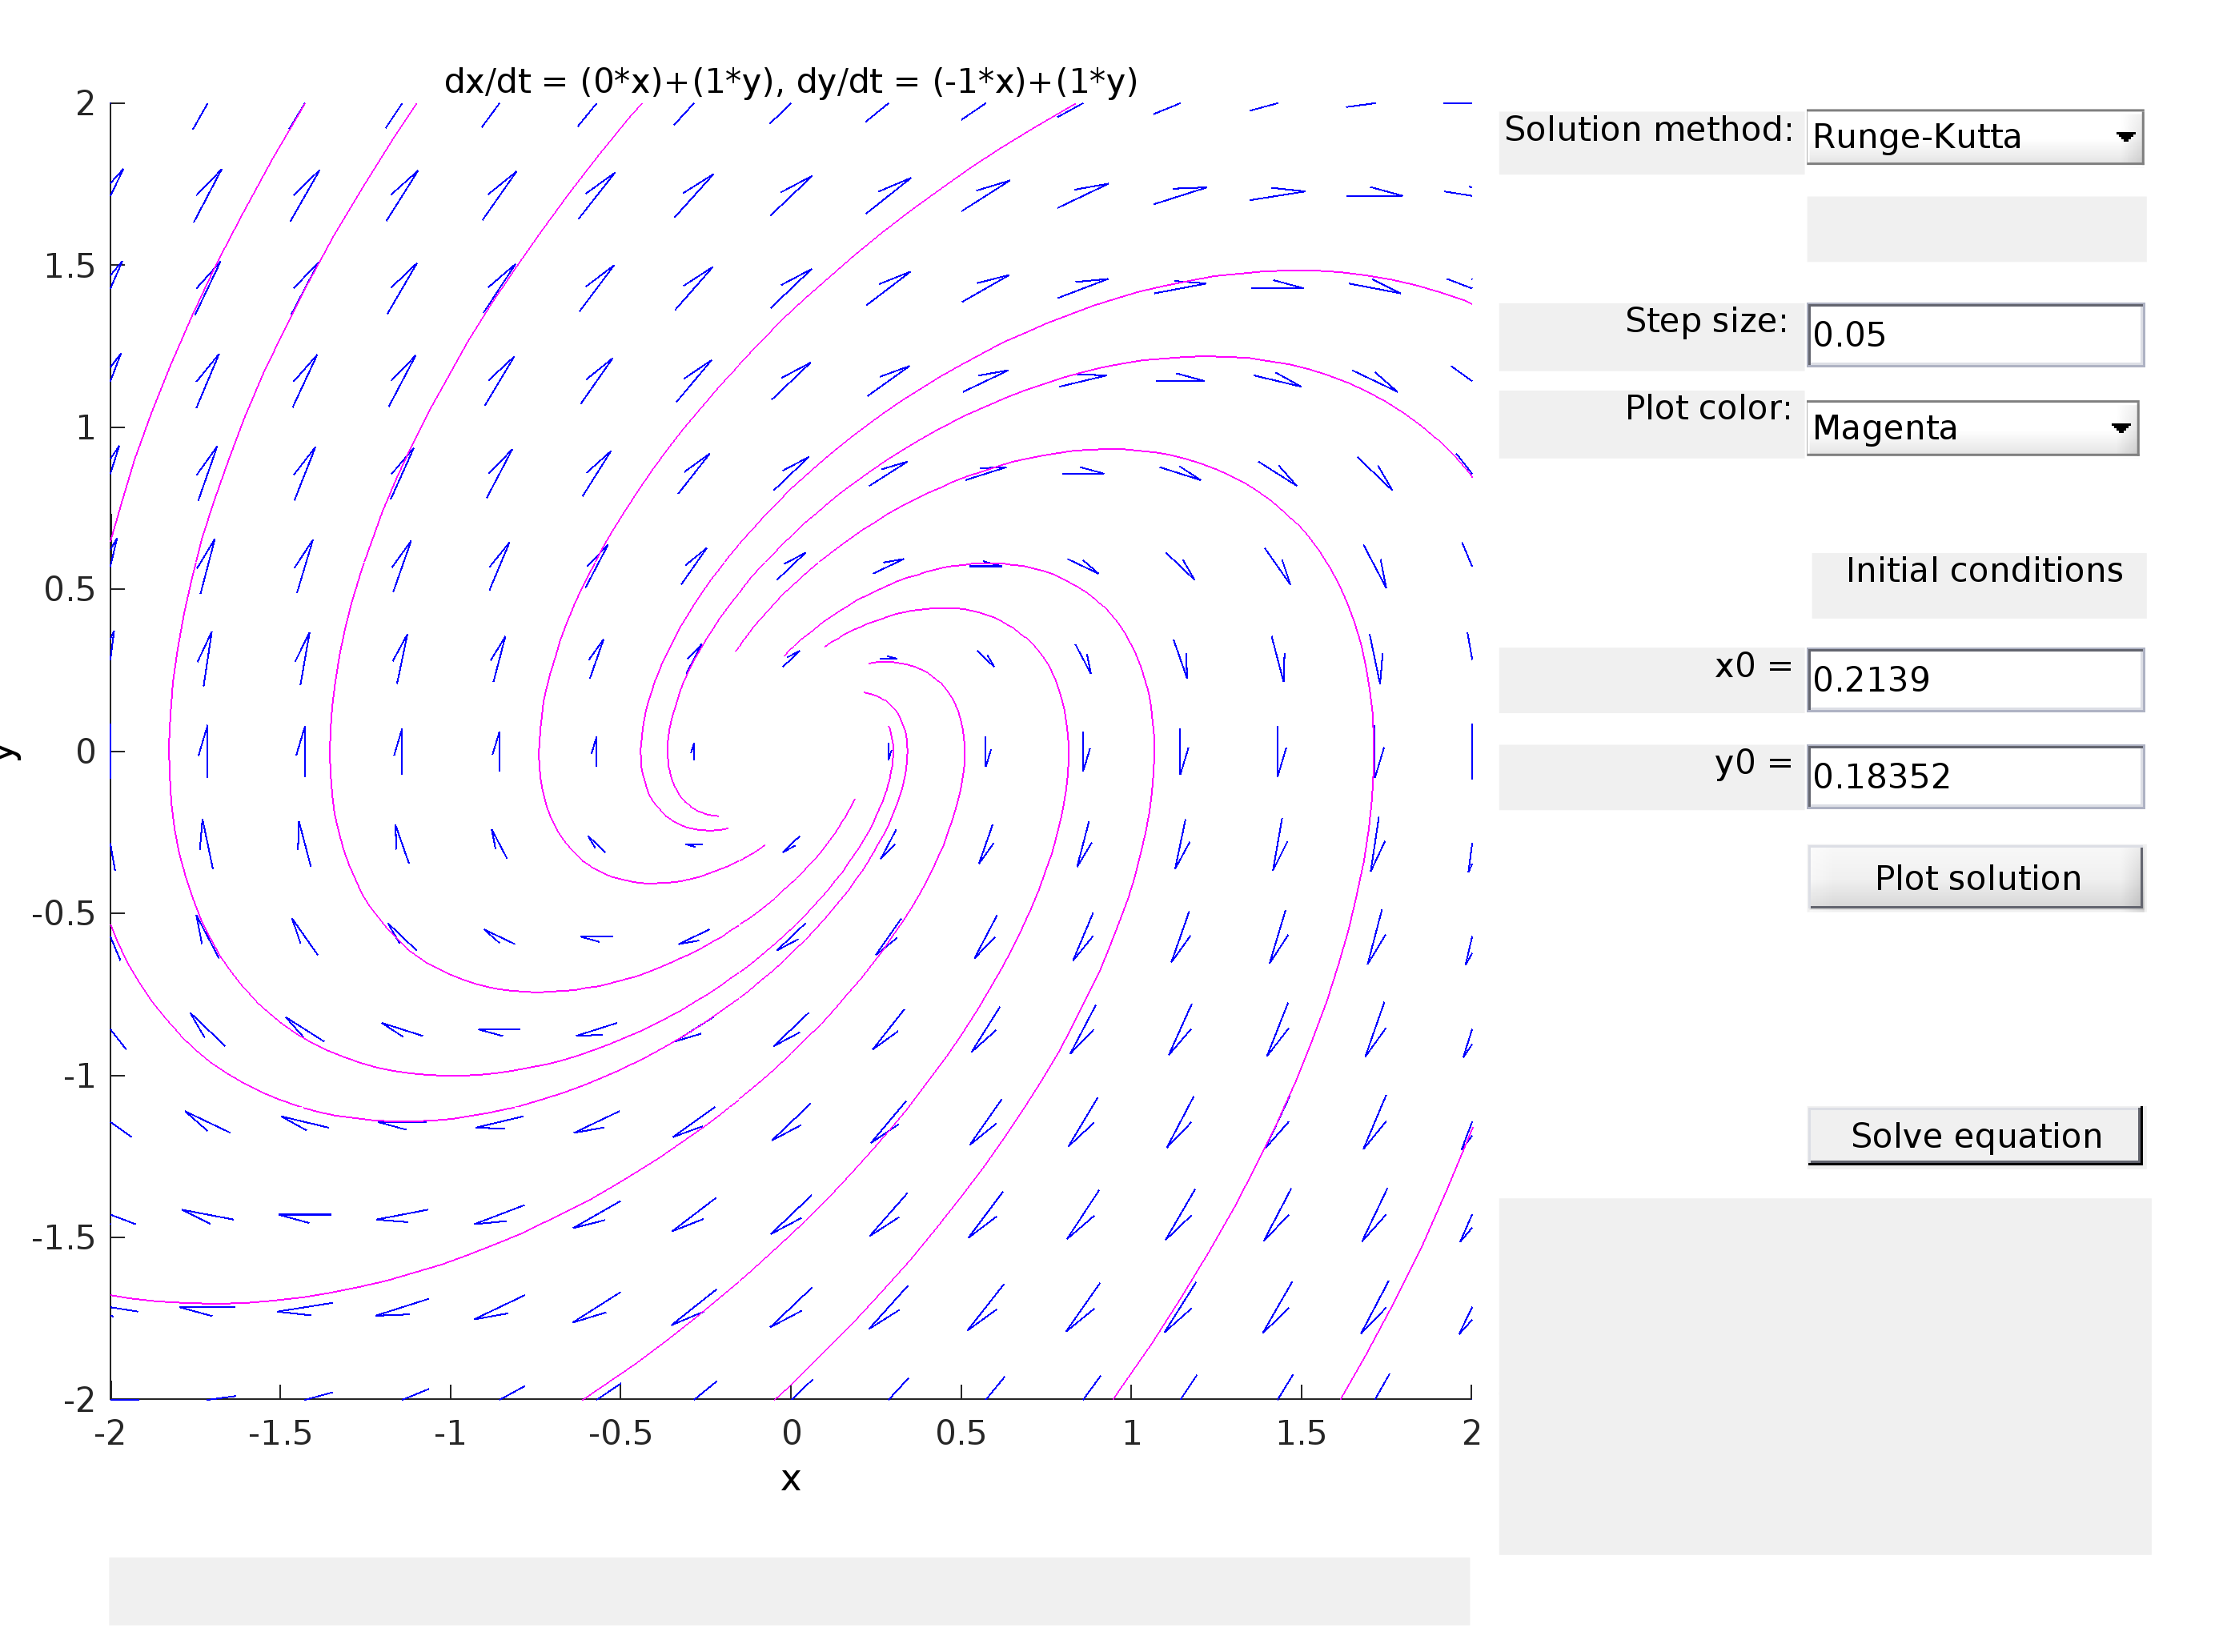 dx/dt = (0*x)+(1*y), dy/dt = (-1*x)+(1*y)
2
1.5
1
0.5
0
-0.5
-1
-1.5
-2
y
-2
-1.5
-1
-0.5
0
0.5
1
1.5
2
x
Solution method:
Runge-Kutta
Step size:
0.05
Plot color:
Magenta
Initial conditions
x0 =
0.2139
y0 =
0.18352
Plot solution
Solve equation